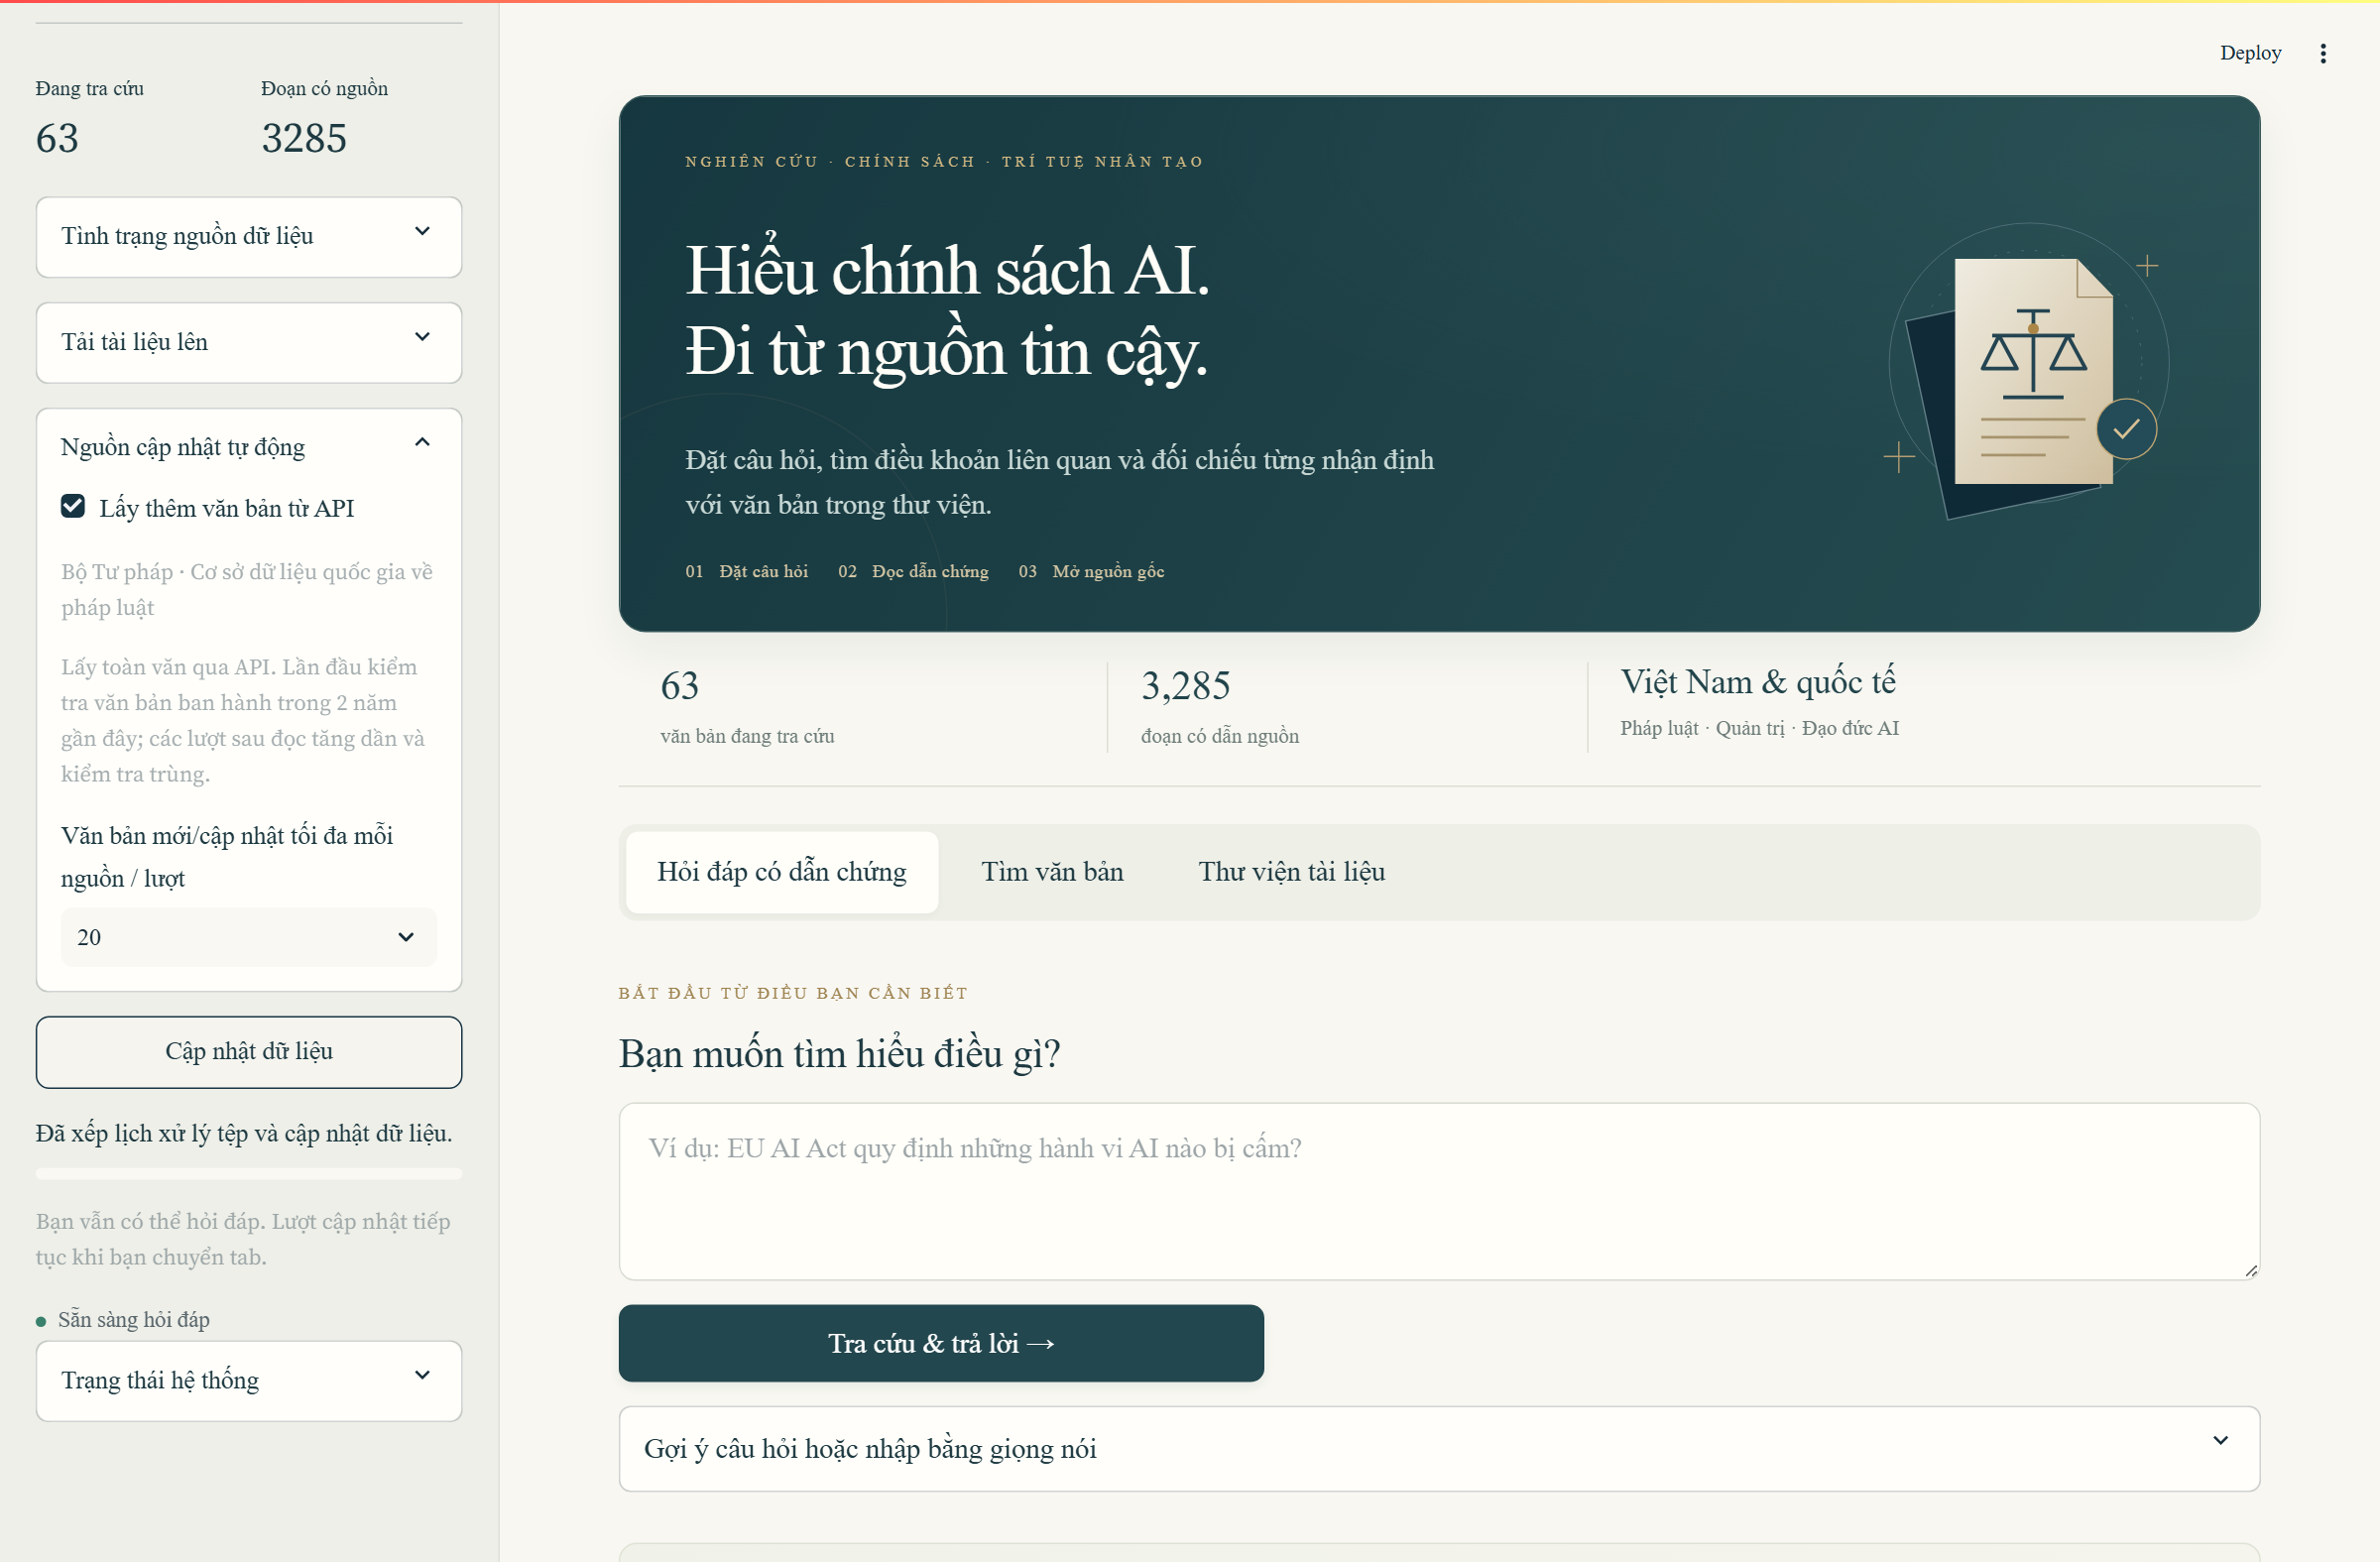 Đang tra cứu
63
Đoạn có nguồn
3285
Tình trạng nguồn dữ liệu
Tải tài liệu lên
Nguồn cập nhật tự động
Lấy thêm văn bản từ API
Bộ Tư pháp · Cơ sở dữ liệu quốc gia về
pháp luật
Lấy toàn văn qua API. Lần đầu kiểm
tra văn bản ban hành trong 2 năm
gần đây; các lượt sau đọc tăng dần và
kiểm tra trùng.
Văn bản mới/cập nhật tối đa mỗi
nguồn / lượt
20
Cập nhật dữ liệu
Đã xếp lịch xử lý tệp và cập nhật dữ liệu.
Bạn vẫn có thể hỏi đáp. Lượt cập nhật tiếp
tục khi bạn chuyển tab.
Sẵn sàng hỏi đáp
Trạng thái hệ thống
Deploy
NGHIÊN CỨU · CHÍNH SÁCH · TRÍ TUỆ NHÂN TẠO
Hiểu chính sách AI.
Đi từ nguồn tin cậy.
Đặt câu hỏi, tìm điều khoản liên quan và đối chiếu từng nhận định
với văn bản trong thư viện.
01 Đặt câu hỏi 02 Đọc dẫn chứng 03 Mở nguồn gốc
63
văn bản đang tra cứu
3,285
đoạn có dẫn nguồn
Việt Nam & quốc tế
Pháp luật · Quản trị · Đạo đức AI
Hỏi đáp có dẫn chứng
Tìm văn bản
Thư viện tài liệu
BẮT ĐẦU TỪ ĐIỀU BẠN CẦN BIẾT
Bạn muốn tìm hiểu điều gì?
Ví dụ: EU AI Act quy định những hành vi AI nào bị cấm?
Tra cứu & trả lời →
Gợi ý câu hỏi hoặc nhập bằng giọng nói